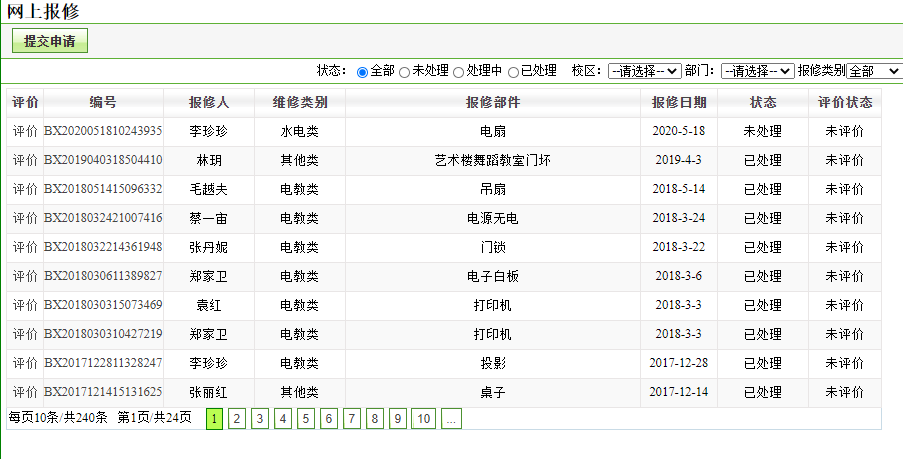 网上报修
提交申请
状态： 全部 未处理 处理中 已处理 校区： --请选择-- 部门： --请选择-- 报修类别 全部
评价 编号 报修人 维修类别 报修部件 报修日期 状态 评价状态
评价 BX2020051810243935 李珍珍 水电类 电扇 2020-5-18 未处理 未评价
评价 BX2019040318504410 林玥 其他类 艺术楼舞蹈教室门坏 2019-4-3 已处理 未评价
评价 BX2018051415096332 毛越夫 电教类 吊扇 2018-5-14 已处理 未评价
评价 BX2018032421007416 蔡一宙 电教类 电源无电 2018-3-24 已处理 未评价
评价 BX2018032214361948 张丹妮 电教类 门锁 2018-3-22 已处理 未评价
评价 BX2018030611389827 郑家卫 电教类 电子白板 2018-3-6 已处理 未评价
评价 BX2018030315073469 袁红 电教类 打印机 2018-3-3 已处理 未评价
评价 BX2018030310427219 郑家卫 电教类 打印机 2018-3-3 已处理 未评价
评价 BX2017122811328247 李珍珍 电教类 投影 2017-12-28 已处理 未评价
评价 BX2017121415131625 张丽红 其他类 桌子 2017-12-14 已处理 未评价
每页10条/共240条 第1页/共24页 1 2 3 4 5 6 7 8 9 10 ...